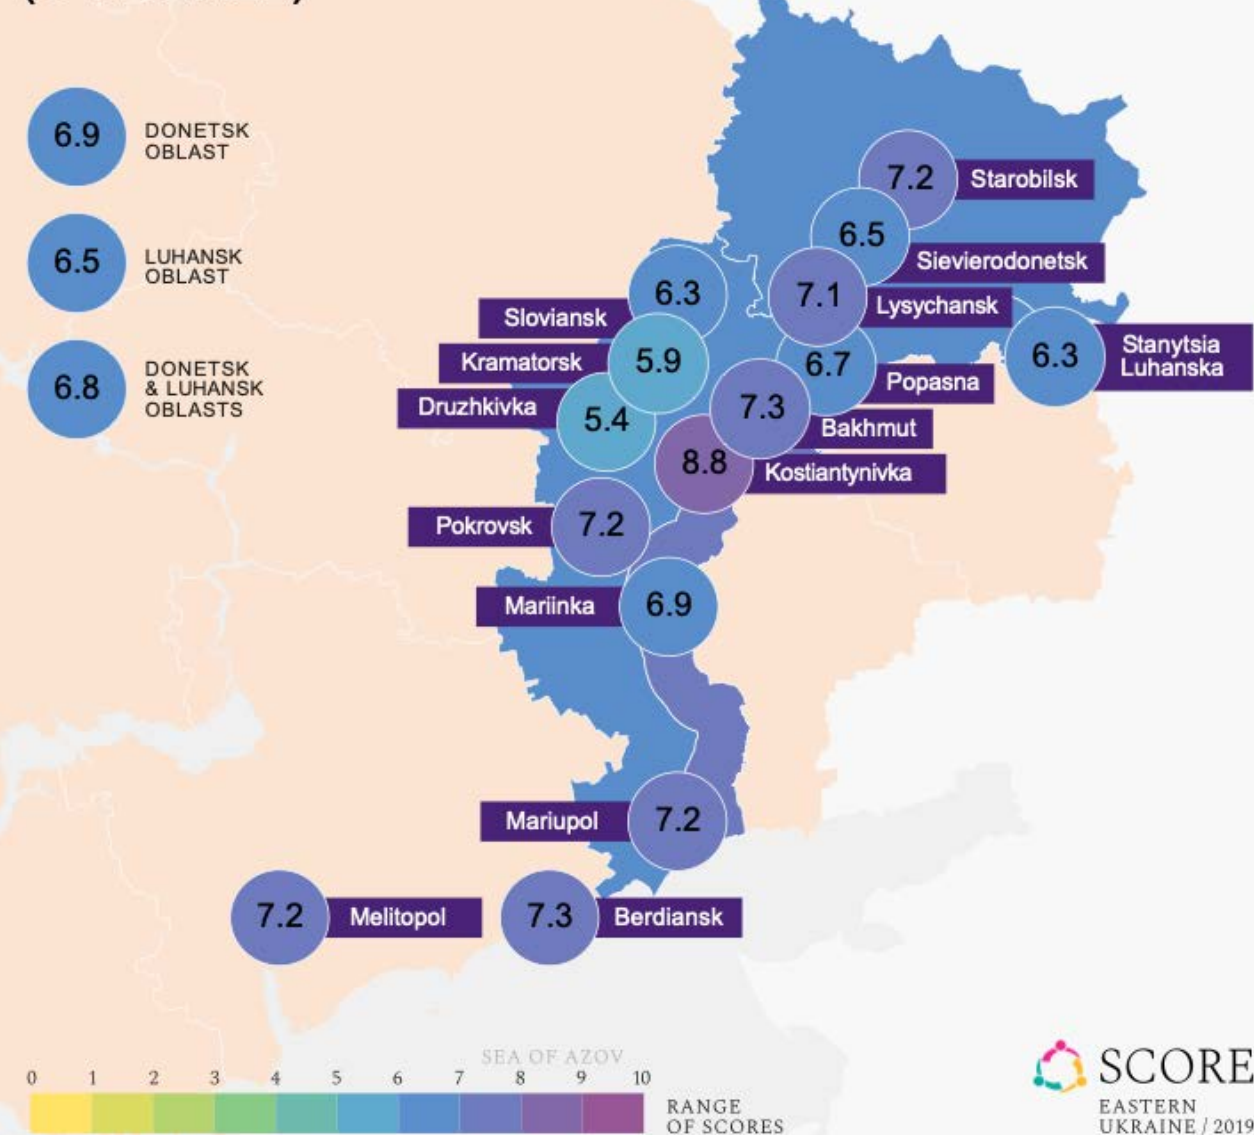 6.9
DONETSK
OBLAST
6.5
LUHANSK
OBLAST
6.8
DONETSK
& LUHANSK
OBLASTS
7.2
Starobilsk
6.5
Sievierodonetsk
6.3
Sloviansk
7.1
Lysychansk
6.3
Stanytsia
Luhanska
5.9
Kramatorsk
6.7
Popasna
5.4
Druzhkivka
7.3
Bakhmut
8.8
Kostiantynivka
7.2
Pokrovsk
6.9
Mariinka
7.2
Mariupol
7.2
Melitopol
7.3
Berdiansk
SEA OF AZOV
0 1 2 3 4 5 6 7 8 9 10
RANGE
OF SCORES
SCORE
EASTERN
UKRAINE / 2019